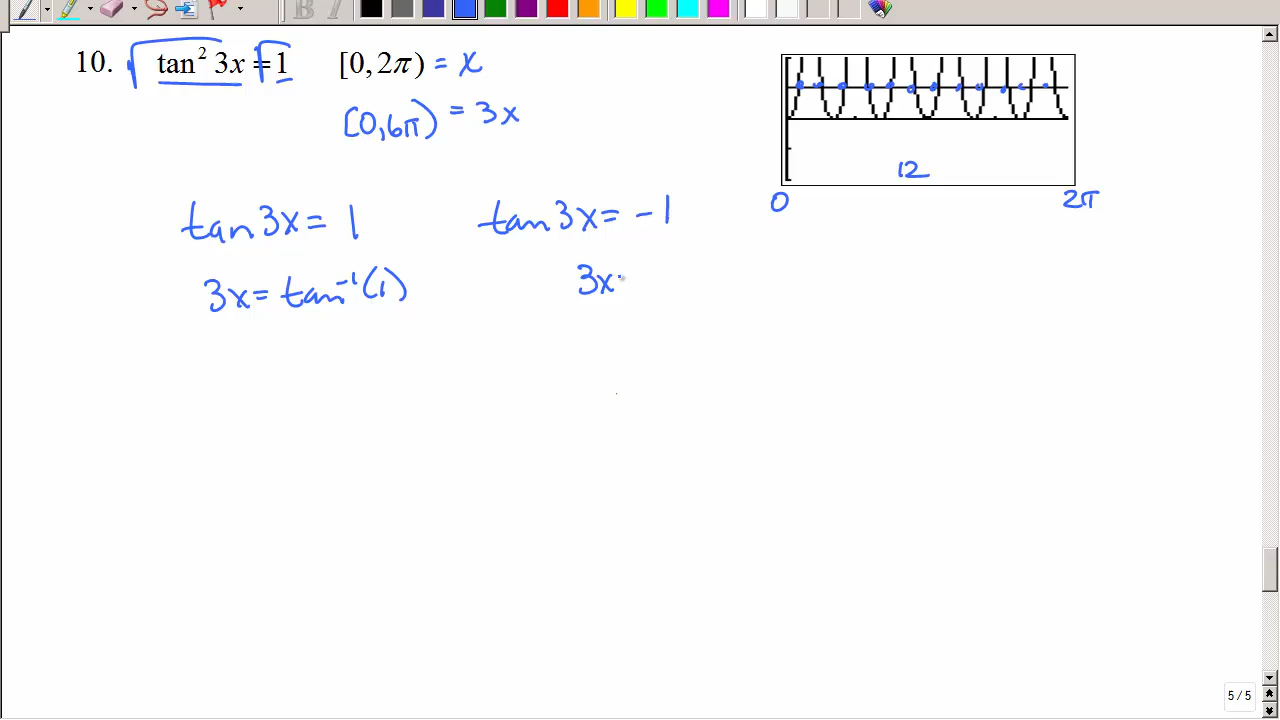 10. √tan² 3x = √1 [0, 2π) = x
[0, 6π) = 3x
12
0 2π
tan 3x = 1 tan 3x = -1
3x = tan⁻¹(1) 3x
5/5